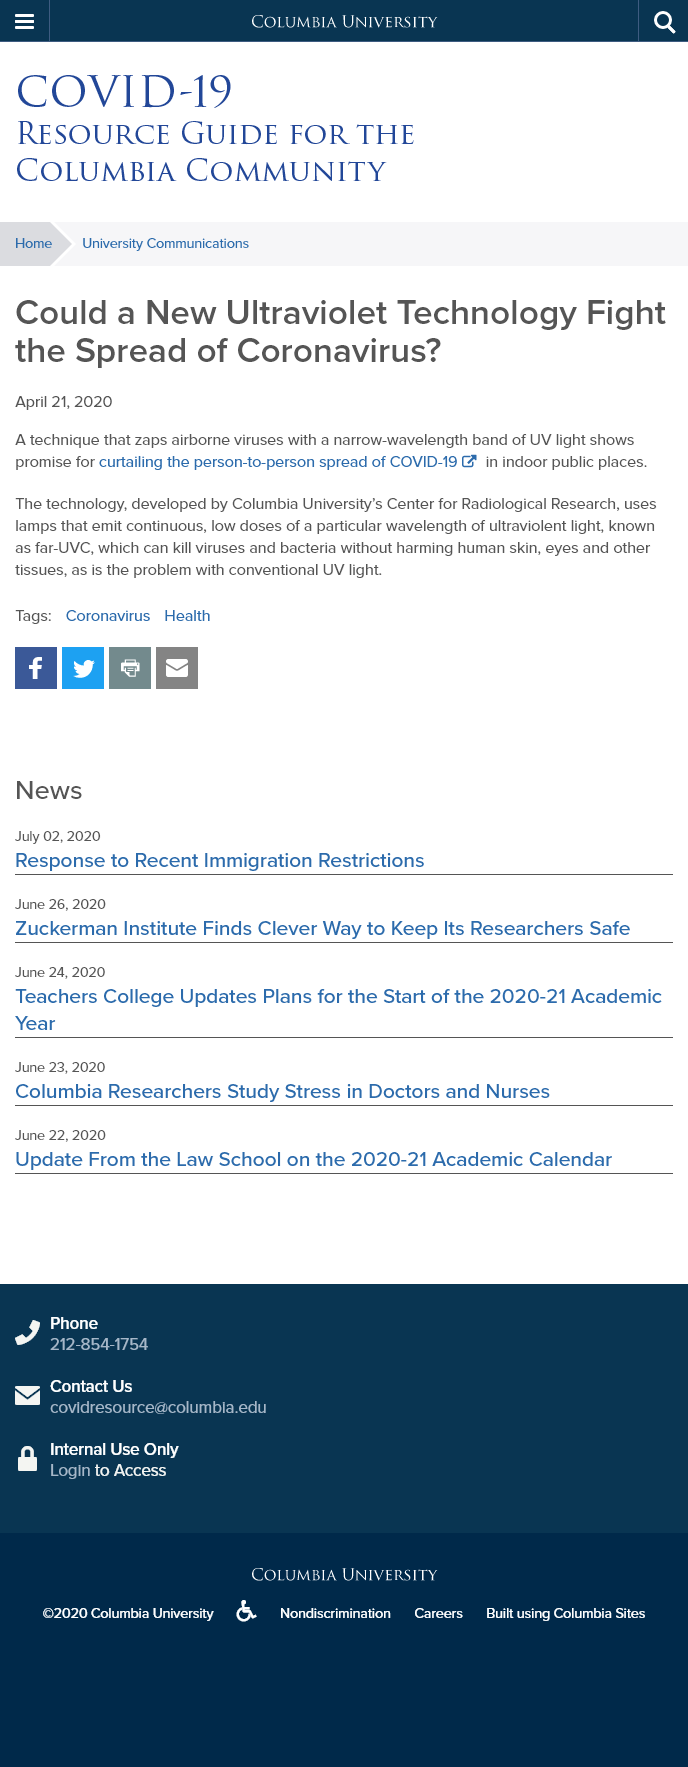 Columbia University
COVID-19
Resource Guide for the
Columbia Community
Home University Communications
Could a New Ultraviolet Technology Fight
the Spread of Coronavirus?
April 21, 2020
A technique that zaps airborne viruses with a narrow-wavelength band of UV light shows
promise for curtailing the person-to-person spread of COVID-19 in indoor public places.
The technology, developed by Columbia University’s Center for Radiological Research, uses
lamps that emit continuous, low doses of a particular wavelength of ultraviolent light, known
as far-UVC, which can kill viruses and bacteria without harming human skin, eyes and other
tissues, as is the problem with conventional UV light.
Tags: Coronavirus Health
News
July 02, 2020
Response to Recent Immigration Restrictions
June 26, 2020
Zuckerman Institute Finds Clever Way to Keep Its Researchers Safe
June 24, 2020
Teachers College Updates Plans for the Start of the 2020-21 Academic
Year
June 23, 2020
Columbia Researchers Study Stress in Doctors and Nurses
June 22, 2020
Update From the Law School on the 2020-21 Academic Calendar
Phone
212-854-1754
Contact Us
covidresource@columbia.edu
Internal Use Only
Login to Access
Columbia University
©2020 Columbia University Nondiscrimination Careers Built using Columbia Sites